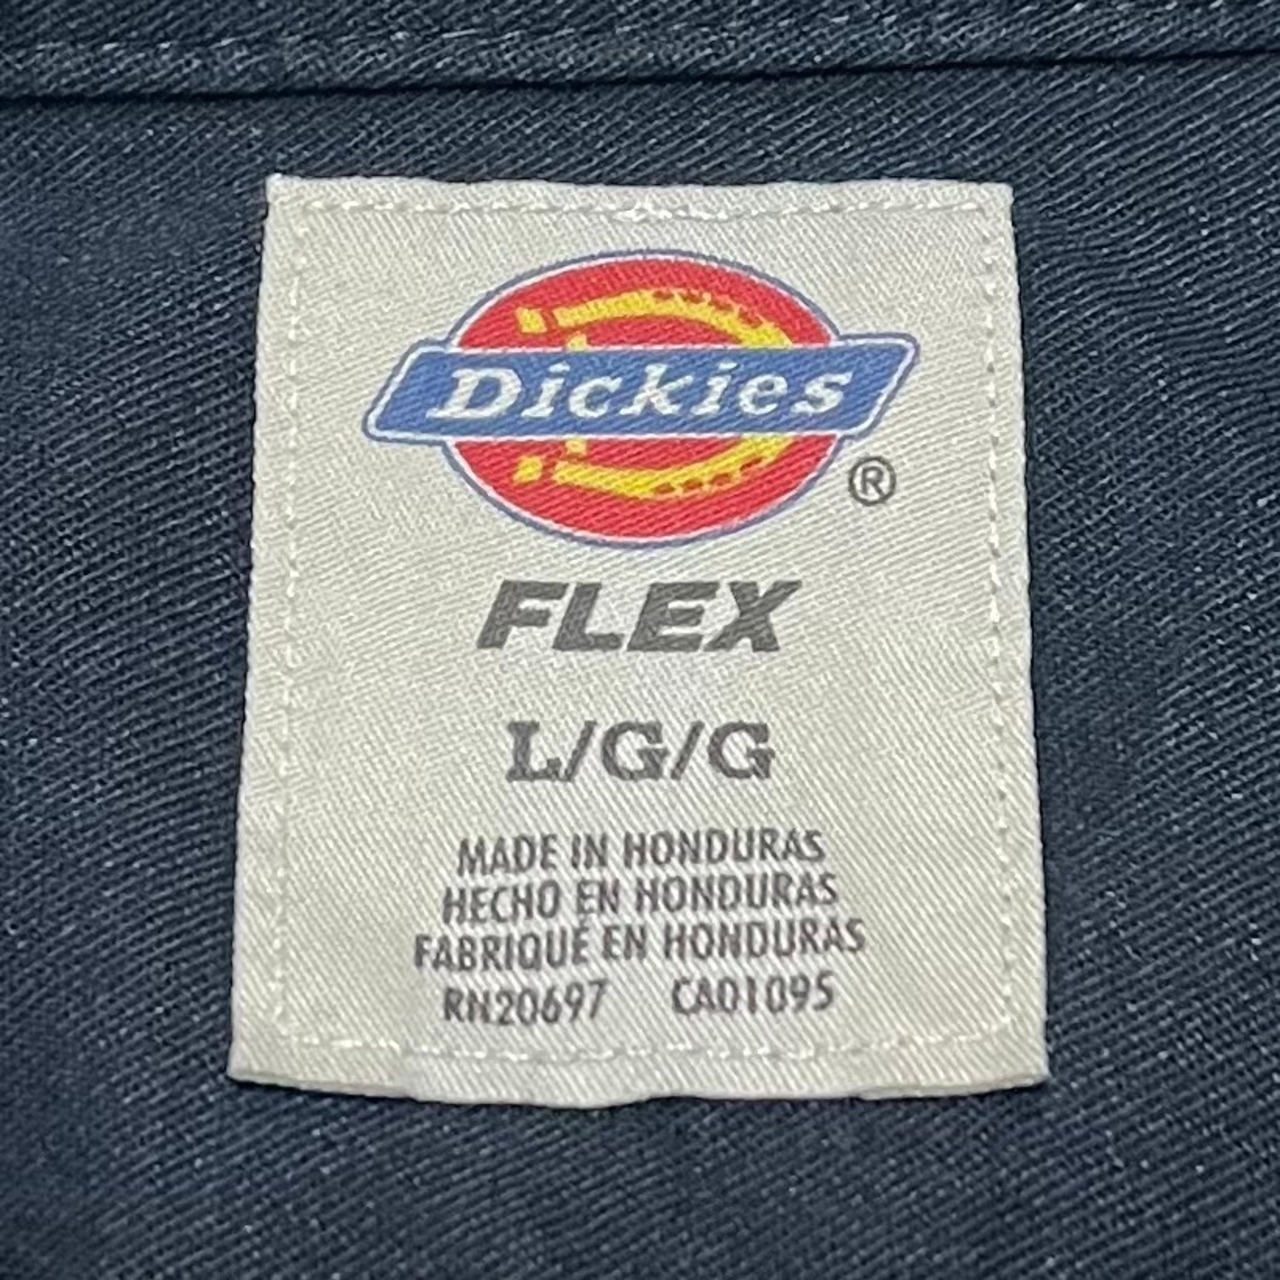 Dickies
®
FLEX
L/G/G
MADE IN HONDURAS
HECHO EN HONDURAS
FABRIQUÉ EN HONDURAS
RN20697 CA01095